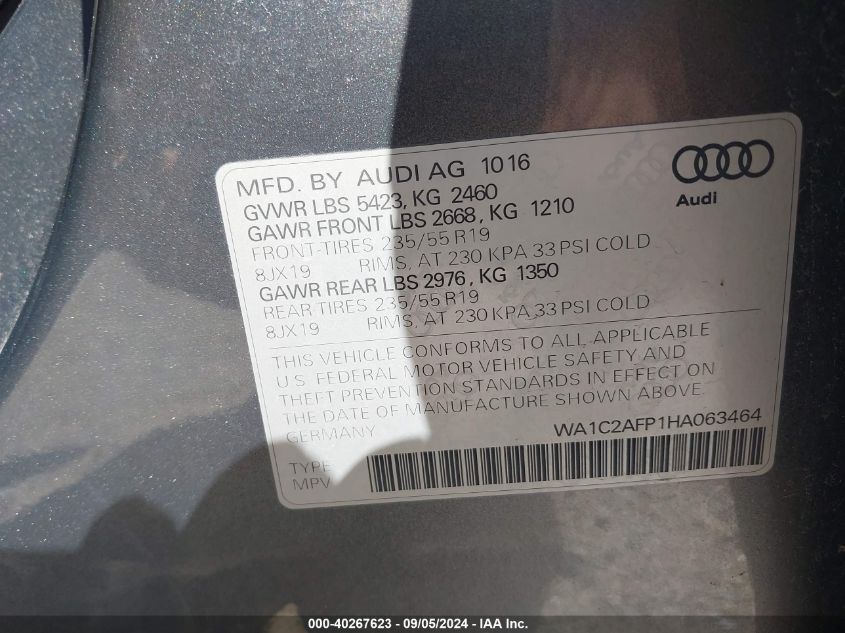 MFD. BY AUDI AG 1016
GVWR LBS 5423, KG 2460
GAWR FRONT LBS 2668, KG 1210
FRONT-TIRES 235/55 R19
8JX19 RIMS, AT 230 KPA 33 PSI COLD
GAWR REAR LBS 2976, KG 1350
REAR TIRES 235/55 R19
8JX19 RIMS, AT 230 KPA 33 PSI COLD
Audi
THIS VEHICLE CONFORMS TO ALL APPLICABLE
U.S. FEDERAL MOTOR VEHICLE SAFETY AND
THEFT PREVENTION STANDARDS IN EFFECT ON
THE DATE OF MANUFACTURE SHOWN ABOVE.
GERMANY
WA1C2AFP1HA063464
TYPE
MPV
000-40267623 - 09/05/2024 - IAA Inc.